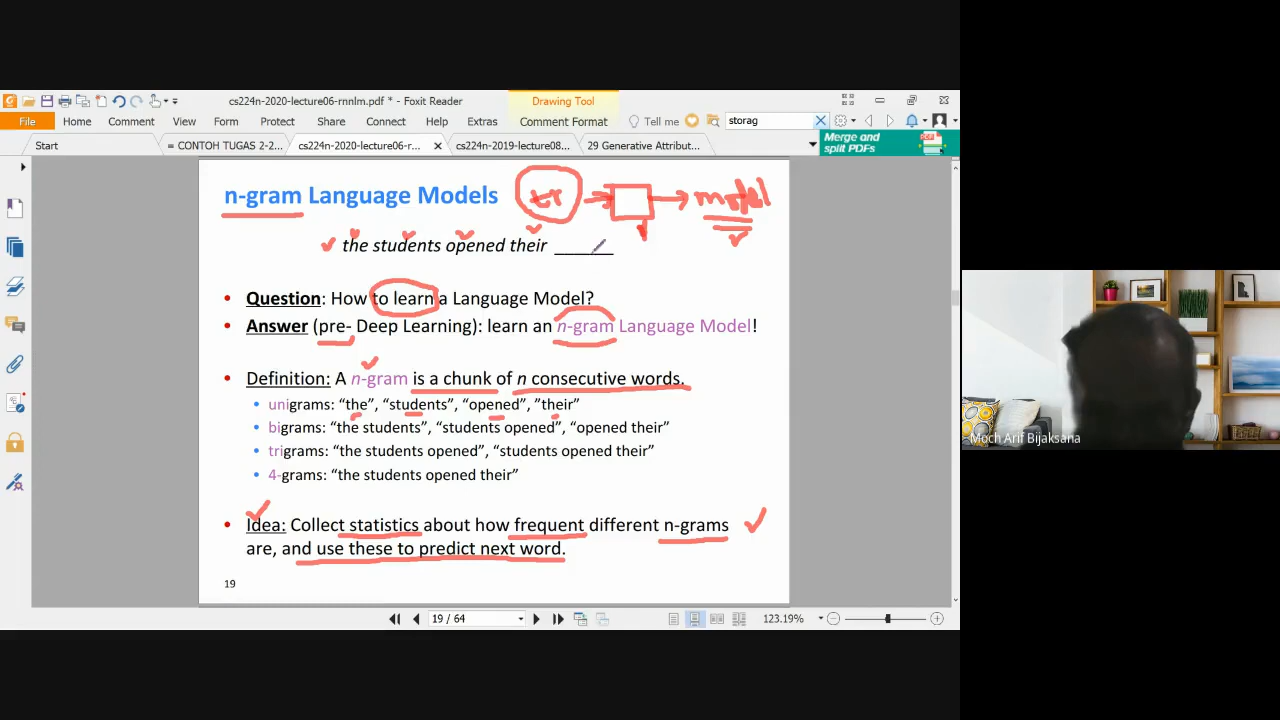 cs224n-2020-lecture06-rnnlm.pdf * - Foxit Reader
Drawing Tool
File Home Comment View Form Protect Share Connect Help Extras Comment Format Tell me storag
Start = CONTOH TUGAS 2-2... cs224n-2020-lecture06-r... cs224n-2019-lecture08... 29 Generative Attribut...
Merge and
split PDFs
n-gram Language Models
tr model
the students opened their ______
• Question: How to learn a Language Model?
• Answer (pre- Deep Learning): learn an n-gram Language Model!
• Definition: A n-gram is a chunk of n consecutive words.
• unigrams: “the”, “students”, “opened”, ”their”
• bigrams: “the students”, “students opened”, “opened their”
• trigrams: “the students opened”, “students opened their”
• 4-grams: “the students opened their”
• Idea: Collect statistics about how frequent different n-grams
are, and use these to predict next word.
19
19 / 64
123.19%
Moch Arif Bijaksana